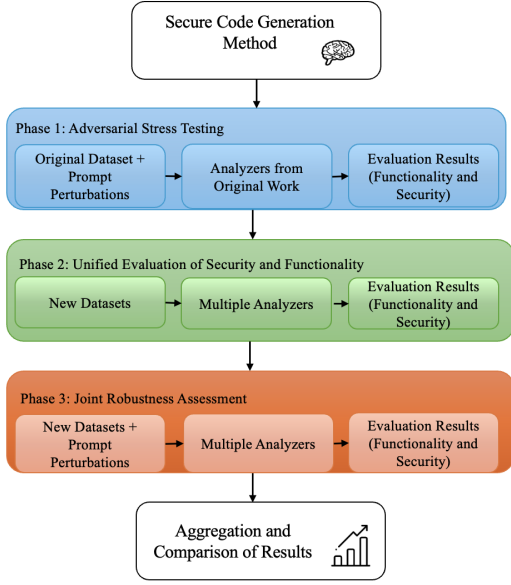 Secure Code Generation
Method
Phase 1: Adversarial Stress Testing
Original Dataset +
Prompt
Perturbations
Analyzers from
Original Work
Evaluation Results
(Functionality and
Security)
Phase 2: Unified Evaluation of Security and Functionality
New Datasets
Multiple Analyzers
Evaluation Results
(Functionality and
Security)
Phase 3: Joint Robustness Assessment
New Datasets +
Prompt
Perturbations
Multiple Analyzers
Evaluation Results
(Functionality and
Security)
Aggregation and
Comparison of Results